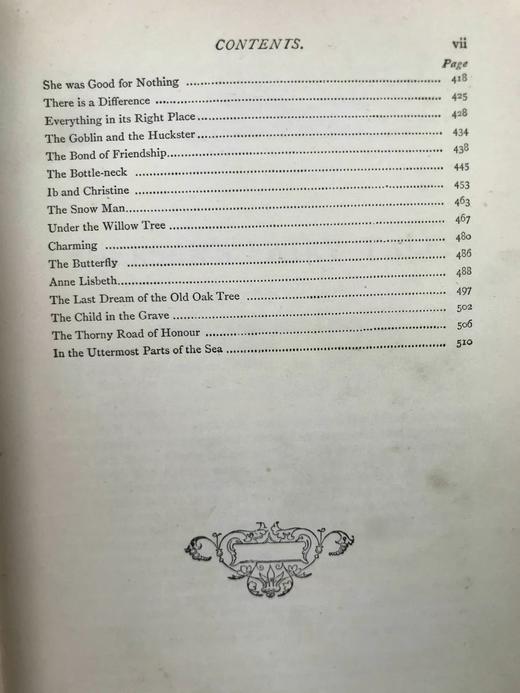 CONTENTS. vii
Page
She was Good for Nothing ........ 418
There is a Difference ........ 425
Everything in its Right Place ........ 428
The Goblin and the Huckster ........ 434
The Bond of Friendship ........ 438
The Bottle-neck ........ 445
Ib and Christine ........ 453
The Snow Man ........ 463
Under the Willow Tree ........ 467
Charming ........ 480
The Butterfly ........ 486
Anne Lisbeth ........ 488
The Last Dream of the Old Oak Tree ........ 497
The Child in the Grave ........ 502
The Thorny Road of Honour ........ 506
In the Uttermost Parts of the Sea ........ 510